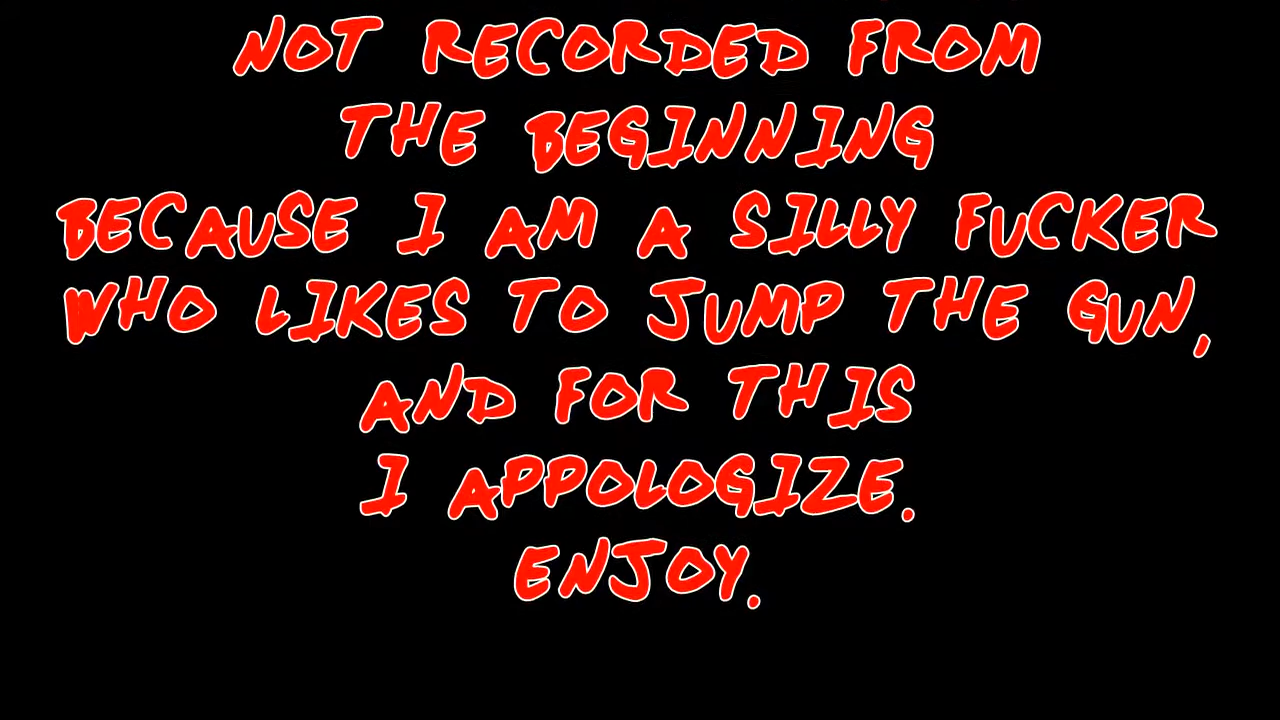 NOT RECORDED FROM
THE BEGINNING
BECAUSE I AM A SILLY FUCKER
WHO LIKES TO JUMP THE GUN,
AND FOR THIS
I APPOLOGIZE.
ENJOY.